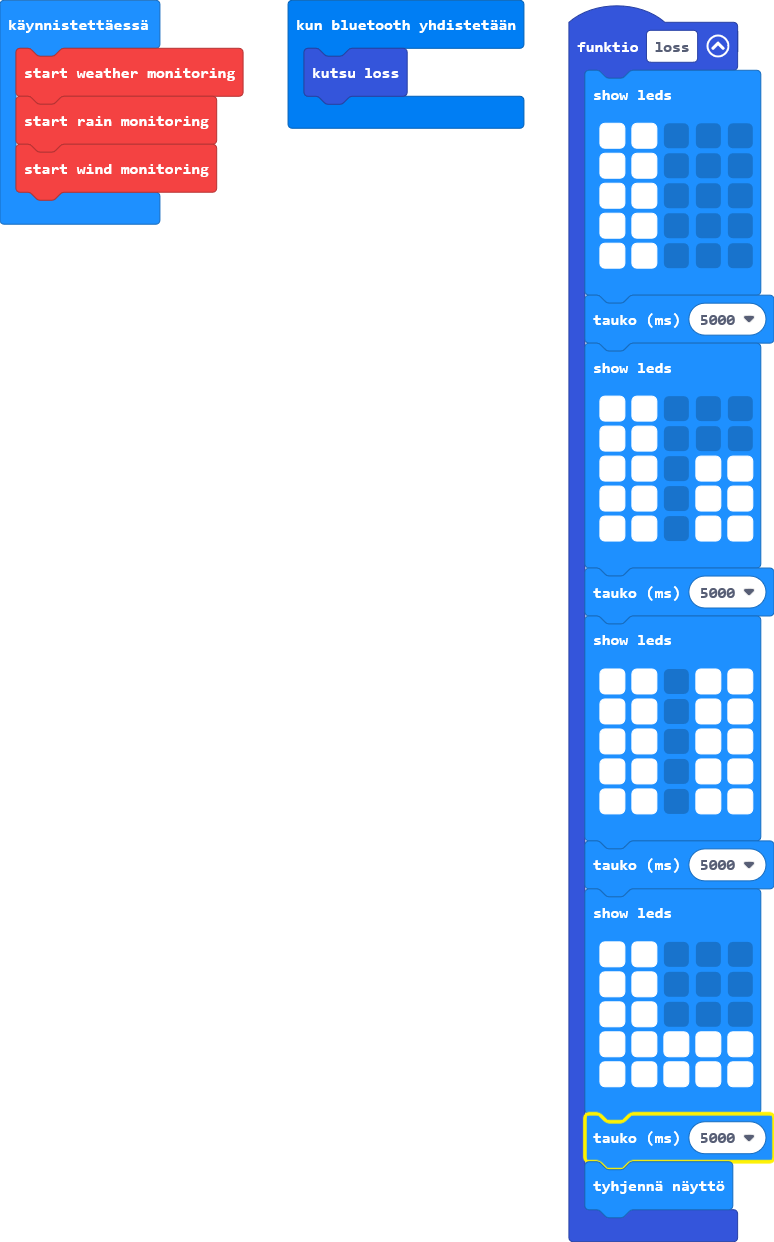 käynnistettäessä
start weather monitoring
start rain monitoring
start wind monitoring
kun bluetooth yhdistetään
kutsu loss
funktio loss
show leds
tauko (ms) 5000
show leds
tauko (ms) 5000
show leds
tauko (ms) 5000
show leds
tauko (ms) 5000
tyhjennä näyttö